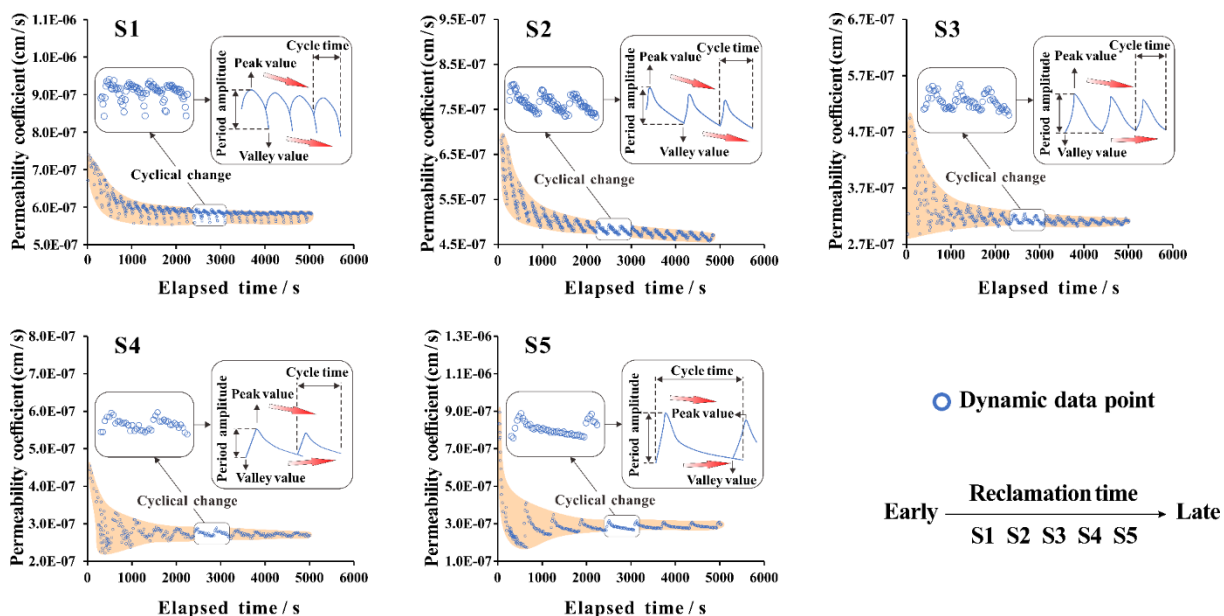 S1
Permeability coefficient (cm/s)
1.1E-06
1.0E-06
9.0E-07
8.0E-07
7.0E-07
6.0E-07
5.0E-07
0 1000 2000 3000 4000 5000 6000
Elapsed time / s
Cycle time
Peak value
Period amplitude
Valley value
Cyclical change
S2
Permeability coefficient (cm/s)
9.5E-07
8.5E-07
7.5E-07
6.5E-07
5.5E-07
4.5E-07
0 1000 2000 3000 4000 5000 6000
Elapsed time / s
Cycle time
Peak value
Period amplitude
Valley value
Cyclical change
S3
Permeability coefficient (cm/s)
6.7E-07
5.7E-07
4.7E-07
3.7E-07
2.7E-07
0 1000 2000 3000 4000 5000 6000
Elapsed time / s
Cycle time
Peak value
Period amplitude
Valley value
Cyclical change
S4
Permeability coefficient (cm/s)
8.0E-07
7.0E-07
6.0E-07
5.0E-07
4.0E-07
3.0E-07
2.0E-07
0 1000 2000 3000 4000 5000 6000
Elapsed time / s
Cycle time
Peak value
Period amplitude
Valley value
Cyclical change
S5
Permeability coefficient (cm/s)
1.3E-06
1.1E-06
9.0E-07
7.0E-07
5.0E-07
3.0E-07
1.0E-07
0 1000 2000 3000 4000 5000 6000
Elapsed time / s
Cycle time
Peak value
Period amplitude
Valley value
Cyclical change
Dynamic data point
Reclamation time
Early Late
S1 S2 S3 S4 S5